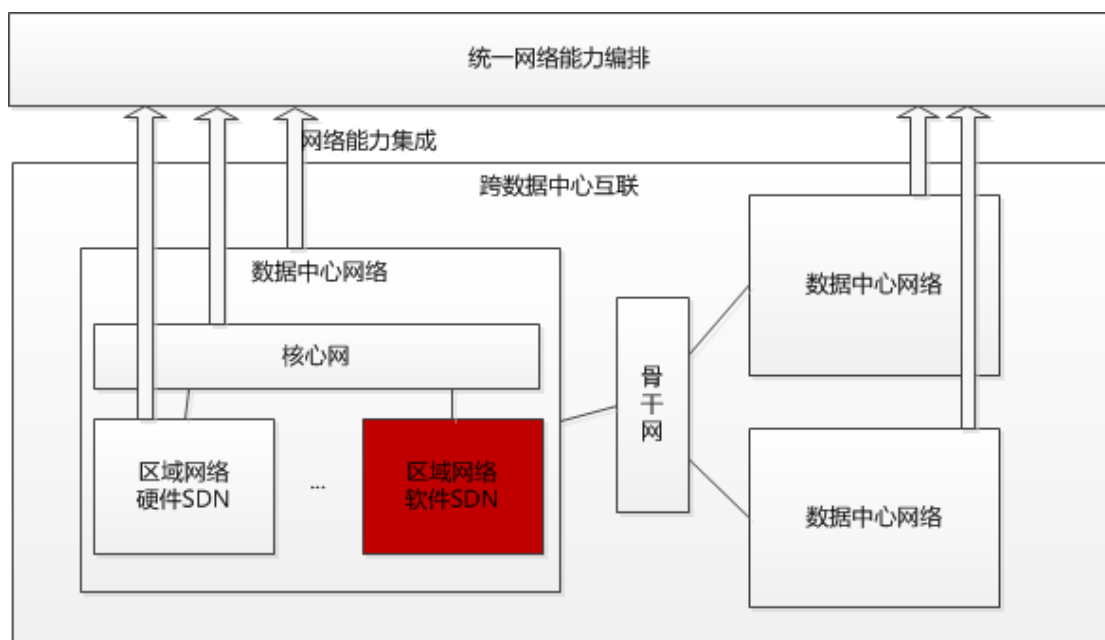 统一网络能力编排
网络能力集成
跨数据中心互联
数据中心网络
核心网
区域网络
硬件SDN
...
区域网络
软件SDN
骨
干
网
数据中心网络
数据中心网络